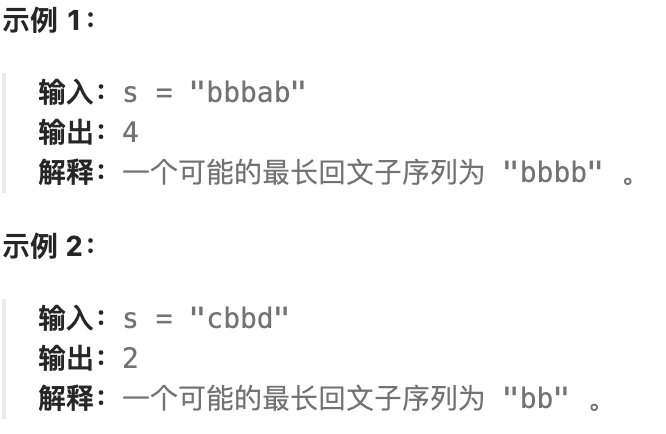 示例 1：
输入：s = "bbbab"
输出：4
解释：一个可能的最长回文子序列为 "bbbb" 。
示例 2：
输入：s = "cbbd"
输出：2
解释：一个可能的最长回文子序列为 "bb" 。